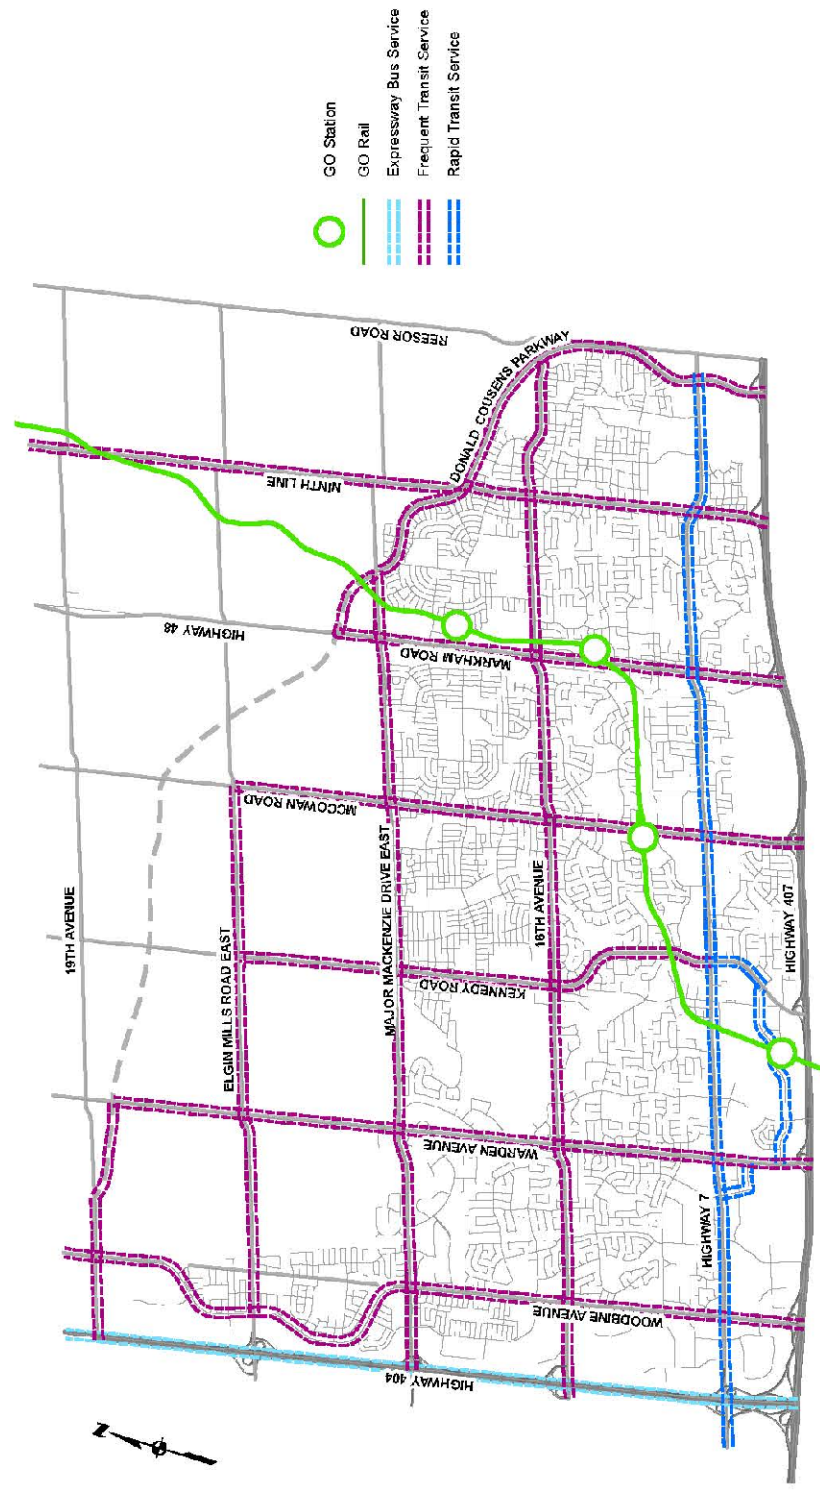 GO Station
GO Rail
Expressway Bus Service
Frequent Transit Service
Rapid Transit Service
REESOR ROAD
DONALD COUSENS PARKWAY
NINTH LINE
HIGHWAY 48
MARKHAM ROAD
MCCOWAN ROAD
19TH AVENUE
ELGIN MILLS ROAD EAST
MAJOR MACKENZIE DRIVE EAST
16TH AVENUE
HIGHWAY 407
KENNEDY ROAD
WARDEN AVENUE
HIGHWAY 7
WOODBINE AVENUE
HIGHWAY 404
N